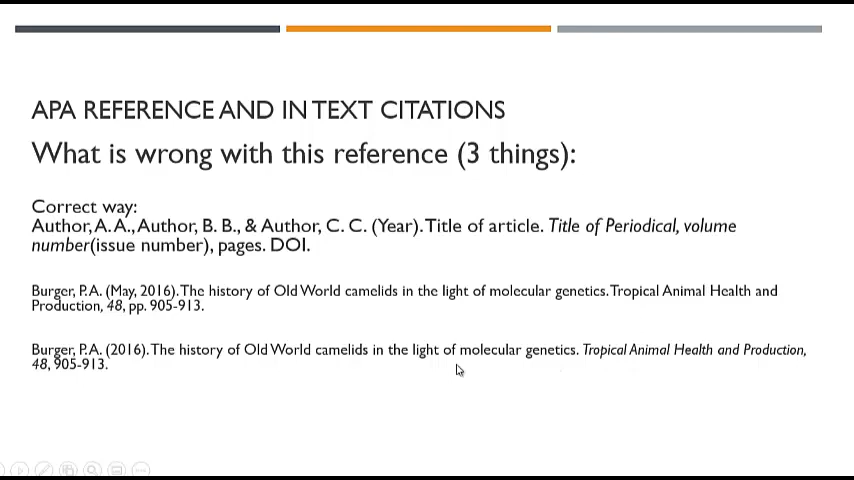 APA REFERENCE AND IN TEXT CITATIONS
What is wrong with this reference (3 things):
Correct way:
Author, A. A., Author, B. B., & Author, C. C. (Year). Title of article. Title of Periodical, volume
number(issue number), pages. DOI.
Burger, P.A. (May, 2016). The history of Old World camelids in the light of molecular genetics. Tropical Animal Health and
Production, 48, pp. 905-913.
Burger, P.A. (2016). The history of Old World camelids in the light of molecular genetics. Tropical Animal Health and Production,
48, 905-913.